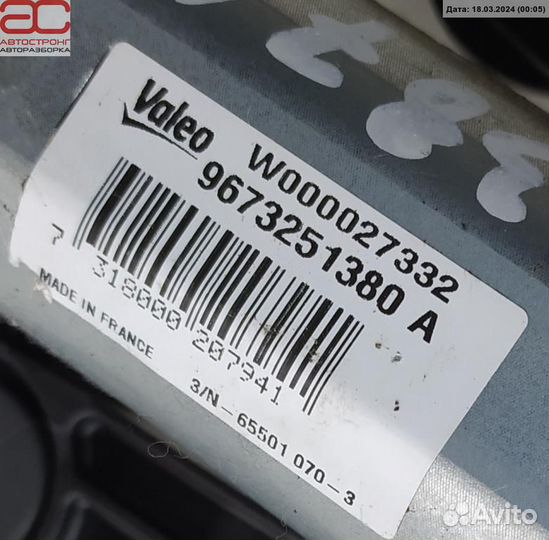 AC
АВТОСТРОНГ
АВТОРАЗБОРКА
Дата: 18.03.2024 (00:05)
Valeo
W000027332
9673251380 A
7 318000 207941
MADE IN FRANCE
3/N - 65501 070-3
Avito